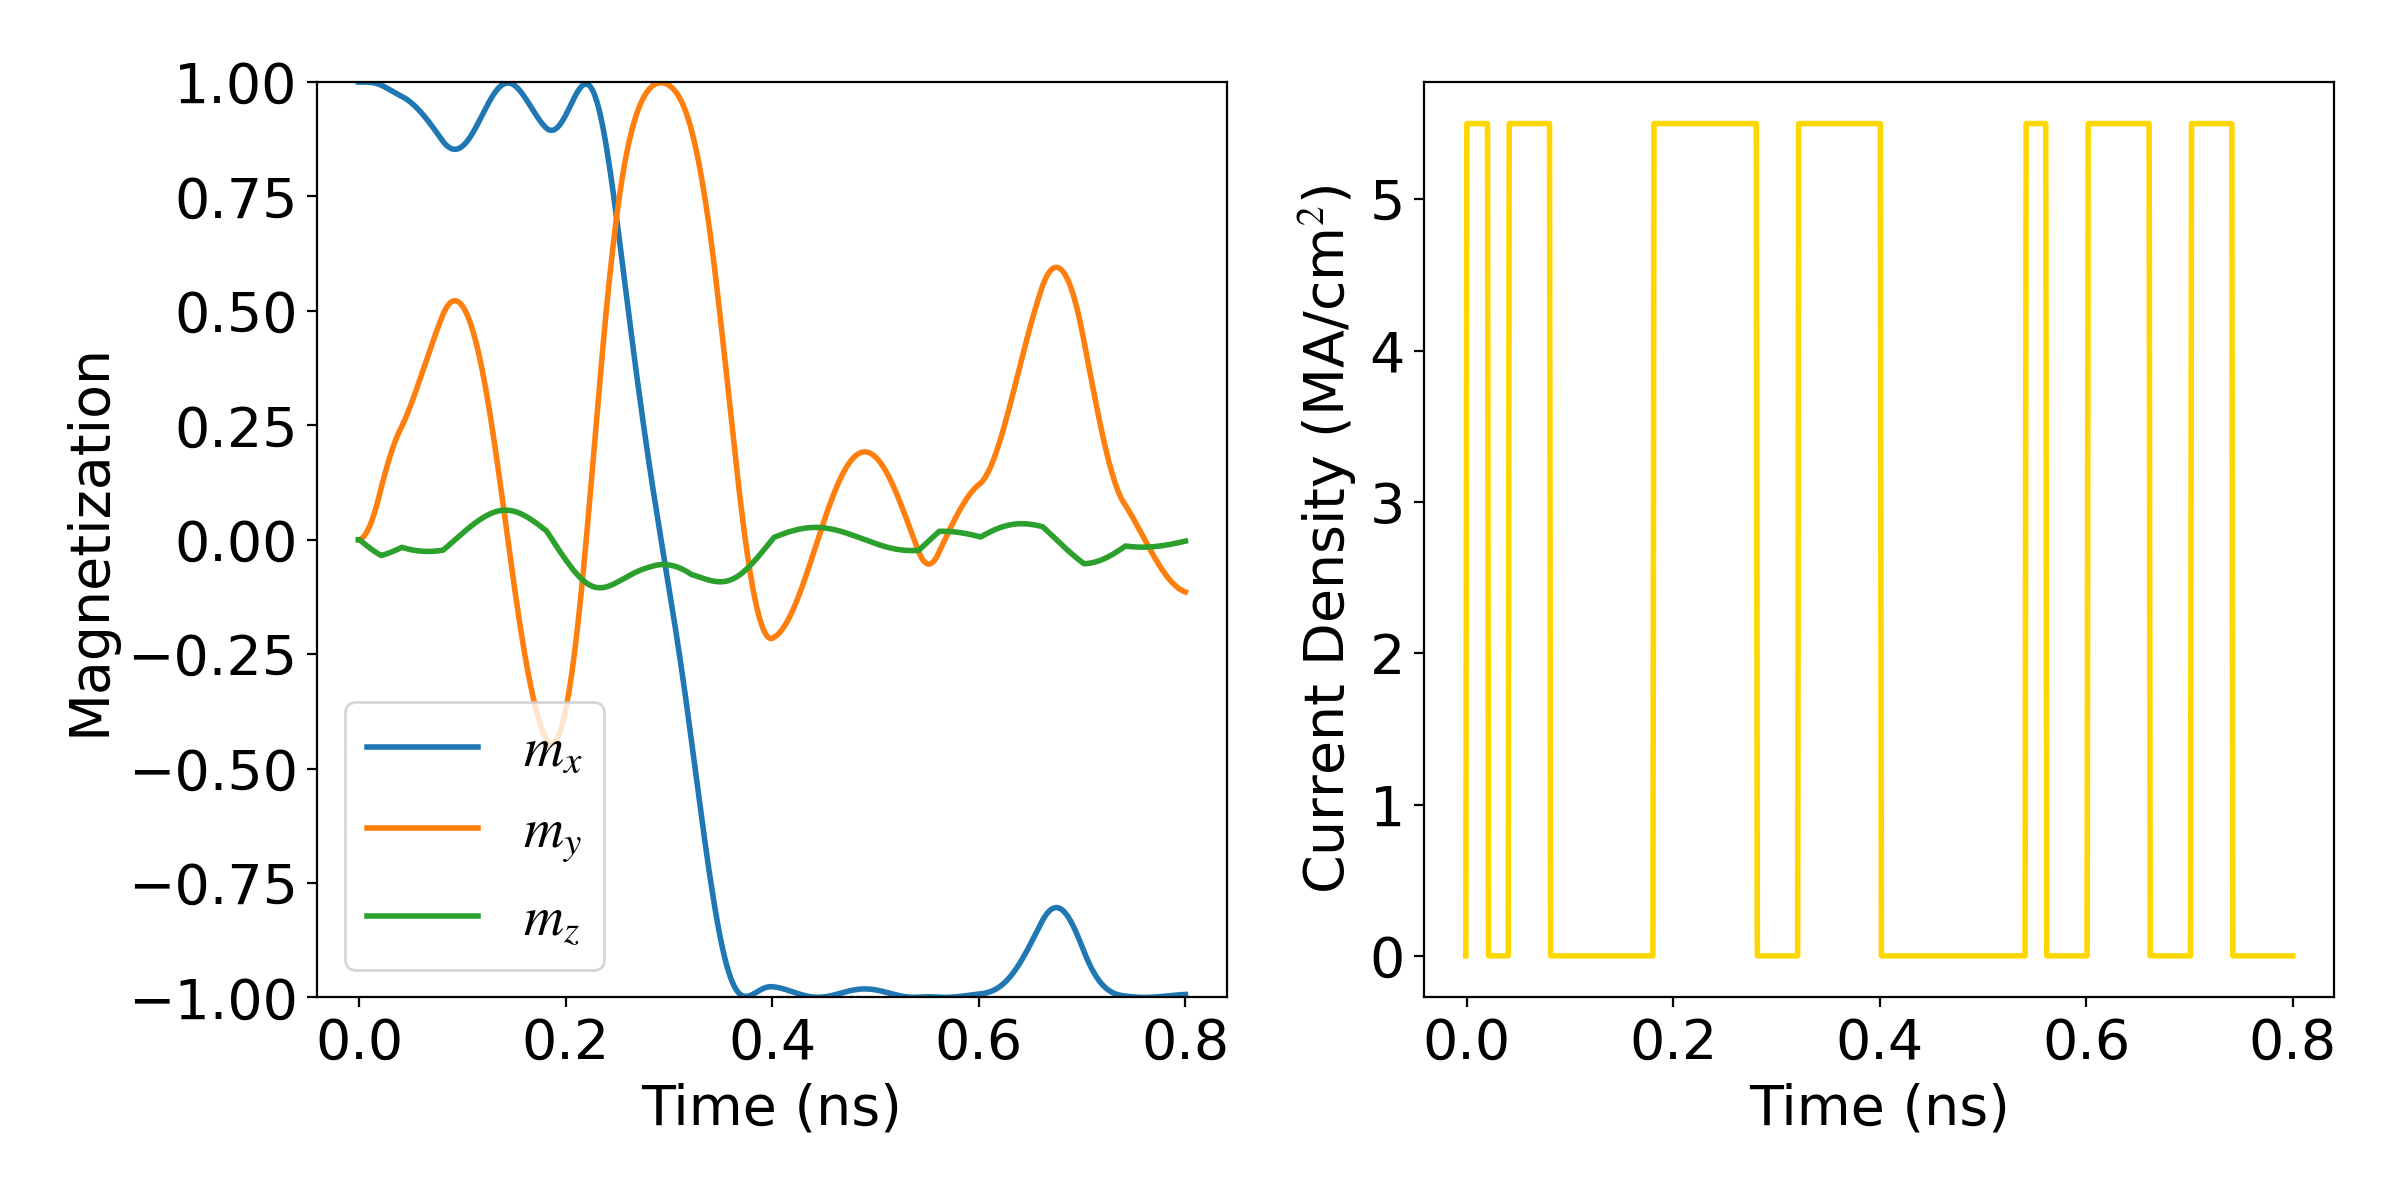 1.00
0.75
0.50
0.25
0.00
−0.25
−0.50
−0.75
−1.00
Magnetization
m_x
m_y
m_z
0.0 0.2 0.4 0.6 0.8
Time (ns)
5
4
3
2
1
0
Current Density (MA/cm²)
0.0 0.2 0.4 0.6 0.8
Time (ns)